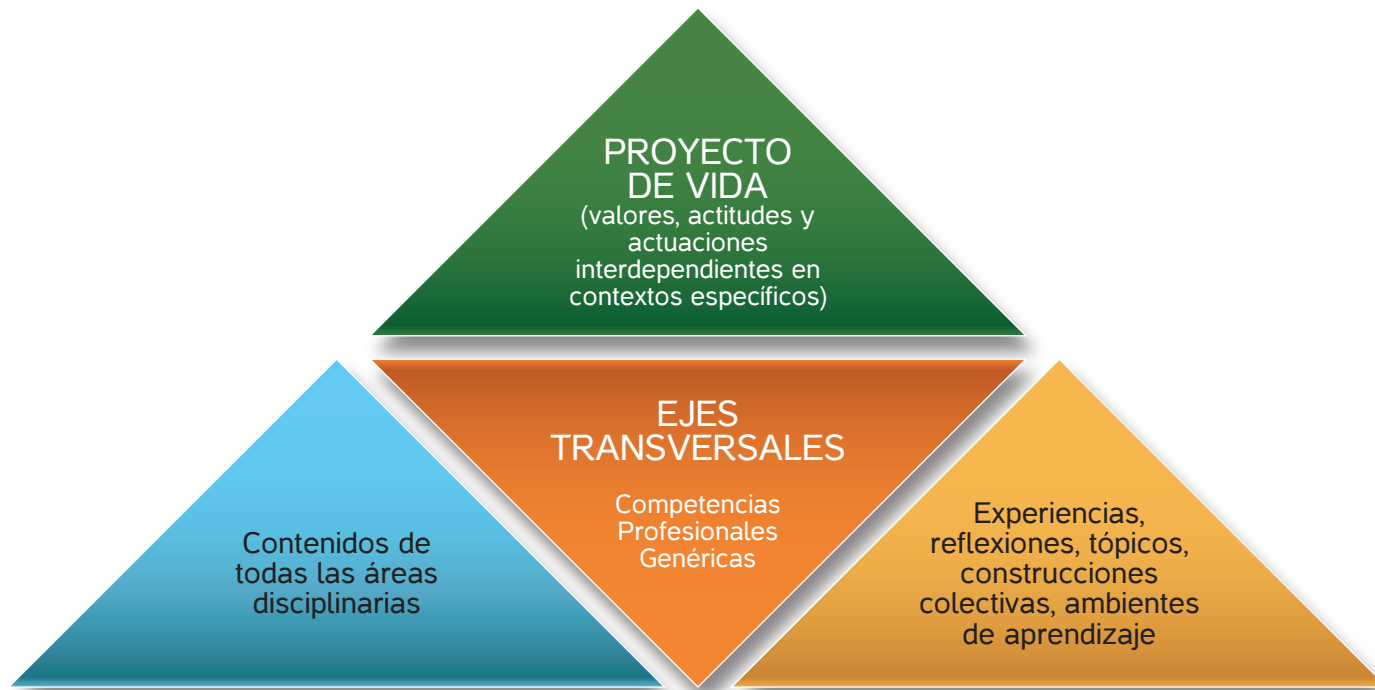 PROYECTO
DE VIDA
(valores, actitudes y
actuaciones
interdependientes en
contextos específicos)
EJES
TRANSVERSALES
Competencias
Profesionales
Genéricas
Contenidos de
todas las áreas
disciplinarias
Experiencias,
reflexiones, tópicos,
construcciones
colectivas, ambientes
de aprendizaje